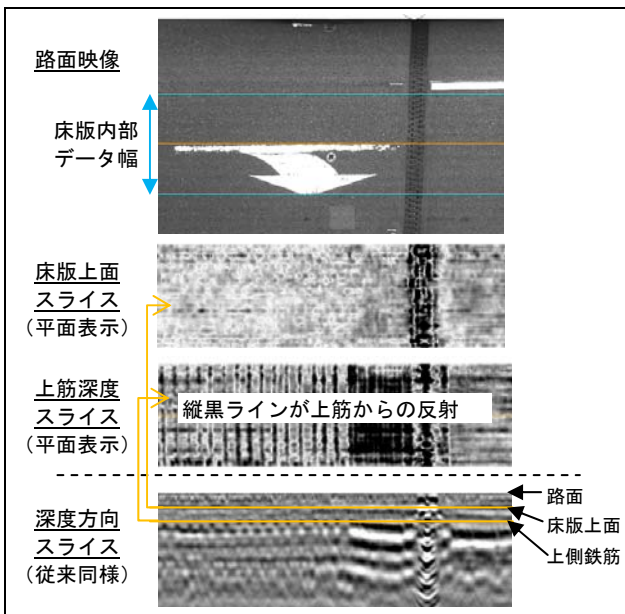 路面映像
床版内部
データ幅
床版上面
スライス
（平面表示）
上筋深度
スライス
（平面表示）
縦黒ラインが上筋からの反射
路面
深度方向
スライス
（従来同様）
床版上面
上側鉄筋